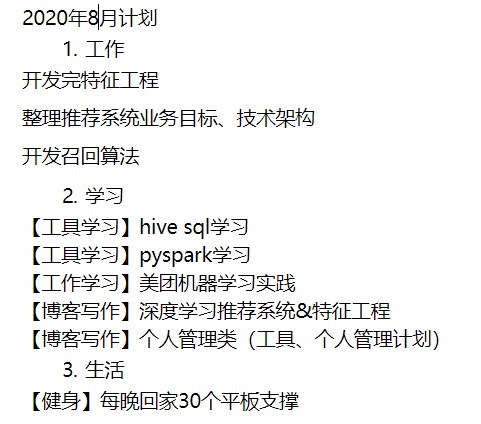 2020年8月计划
1. 工作
开发完特征工程
整理推荐系统业务目标、技术架构
开发召回算法
2. 学习
【工具学习】hive sql学习
【工具学习】pyspark学习
【工作学习】美团机器学习实践
【博客写作】深度学习推荐系统&特征工程
【博客写作】个人管理类（工具、个人管理计划）
3. 生活
【健身】每晚回家30个平板支撑